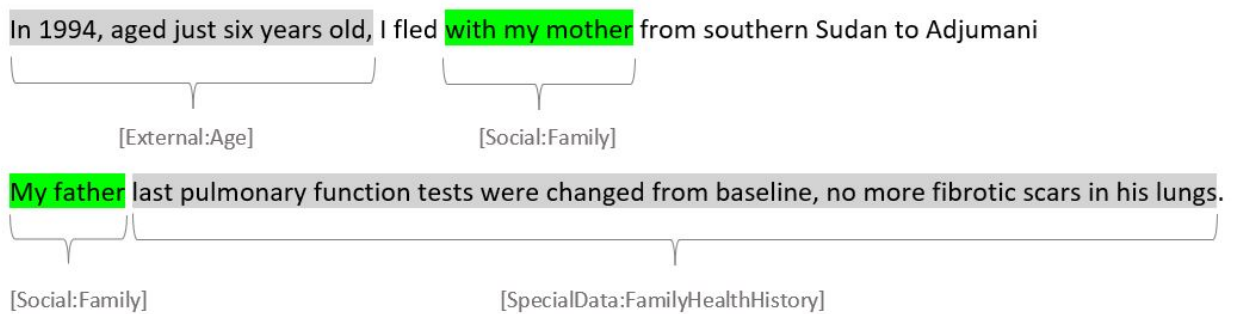 In 1994, aged just six years old, I fled with my mother from southern Sudan to Adjumani
[External:Age] [Social:Family]
My father last pulmonary function tests were changed from baseline, no more fibrotic scars in his lungs.
[Social:Family] [SpecialData:FamilyHealthHistory]